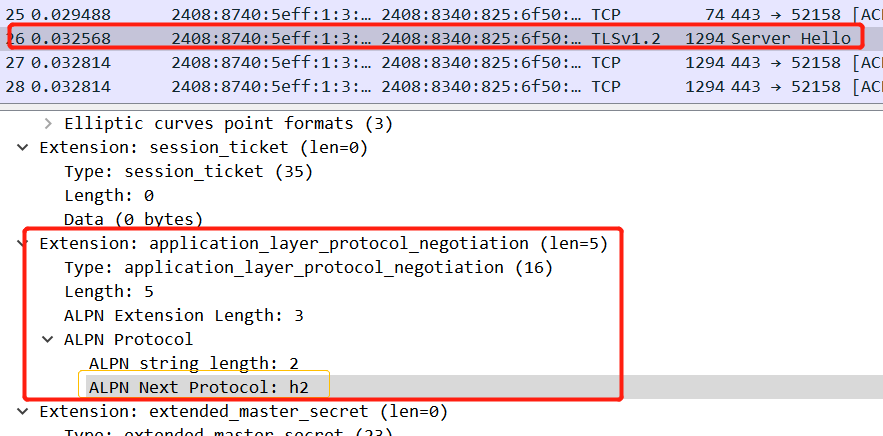 25 0.029488 2408:8740:5eff:1:3:… 2408:8340:825:6f50:… TCP 74 443 → 52158 [ACK
26 0.032568 2408:8740:5eff:1:3:… 2408:8340:825:6f50:… TLSv1.2 1294 Server Hello
27 0.032814 2408:8740:5eff:1:3:… 2408:8340:825:6f50:… TCP 1294 443 → 52158 [ACK
28 0.032814 2408:8740:5eff:1:3:… 2408:8340:825:6f50:… TCP 1294 443 → 52158 [ACK
Elliptic curves point formats (3)
Extension: session_ticket (len=0)
Type: session_ticket (35)
Length: 0
Data (0 bytes)
Extension: application_layer_protocol_negotiation (len=5)
Type: application_layer_protocol_negotiation (16)
Length: 5
ALPN Extension Length: 3
ALPN Protocol
ALPN string length: 2
ALPN Next Protocol: h2
Extension: extended_master_secret (len=0)
Type: extended_master_secret (23)